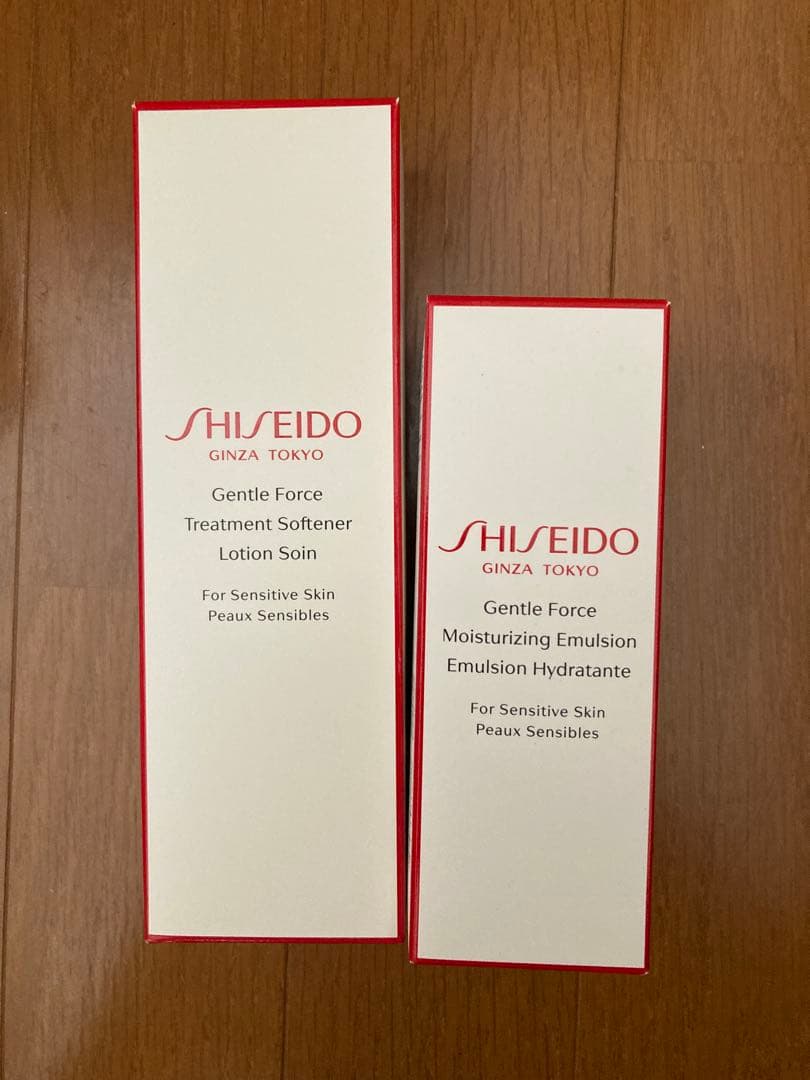 SHISEIDO
GINZA TOKYO
Gentle Force
Treatment Softener
Lotion Soin
For Sensitive Skin
Peaux Sensibles
SHISEIDO
GINZA TOKYO
Gentle Force
Moisturizing Emulsion
Emulsion Hydratante
For Sensitive Skin
Peaux Sensibles